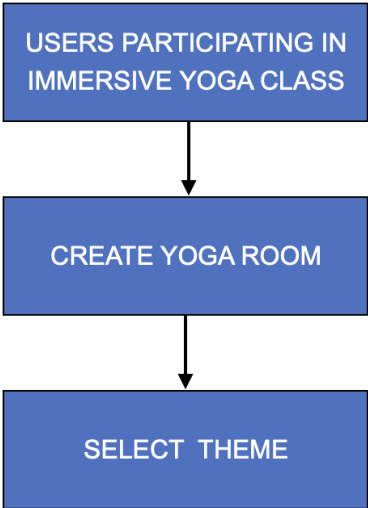 USERS PARTICIPATING IN
IMMERSIVE YOGA CLASS
CREATE YOGA ROOM
SELECT THEME